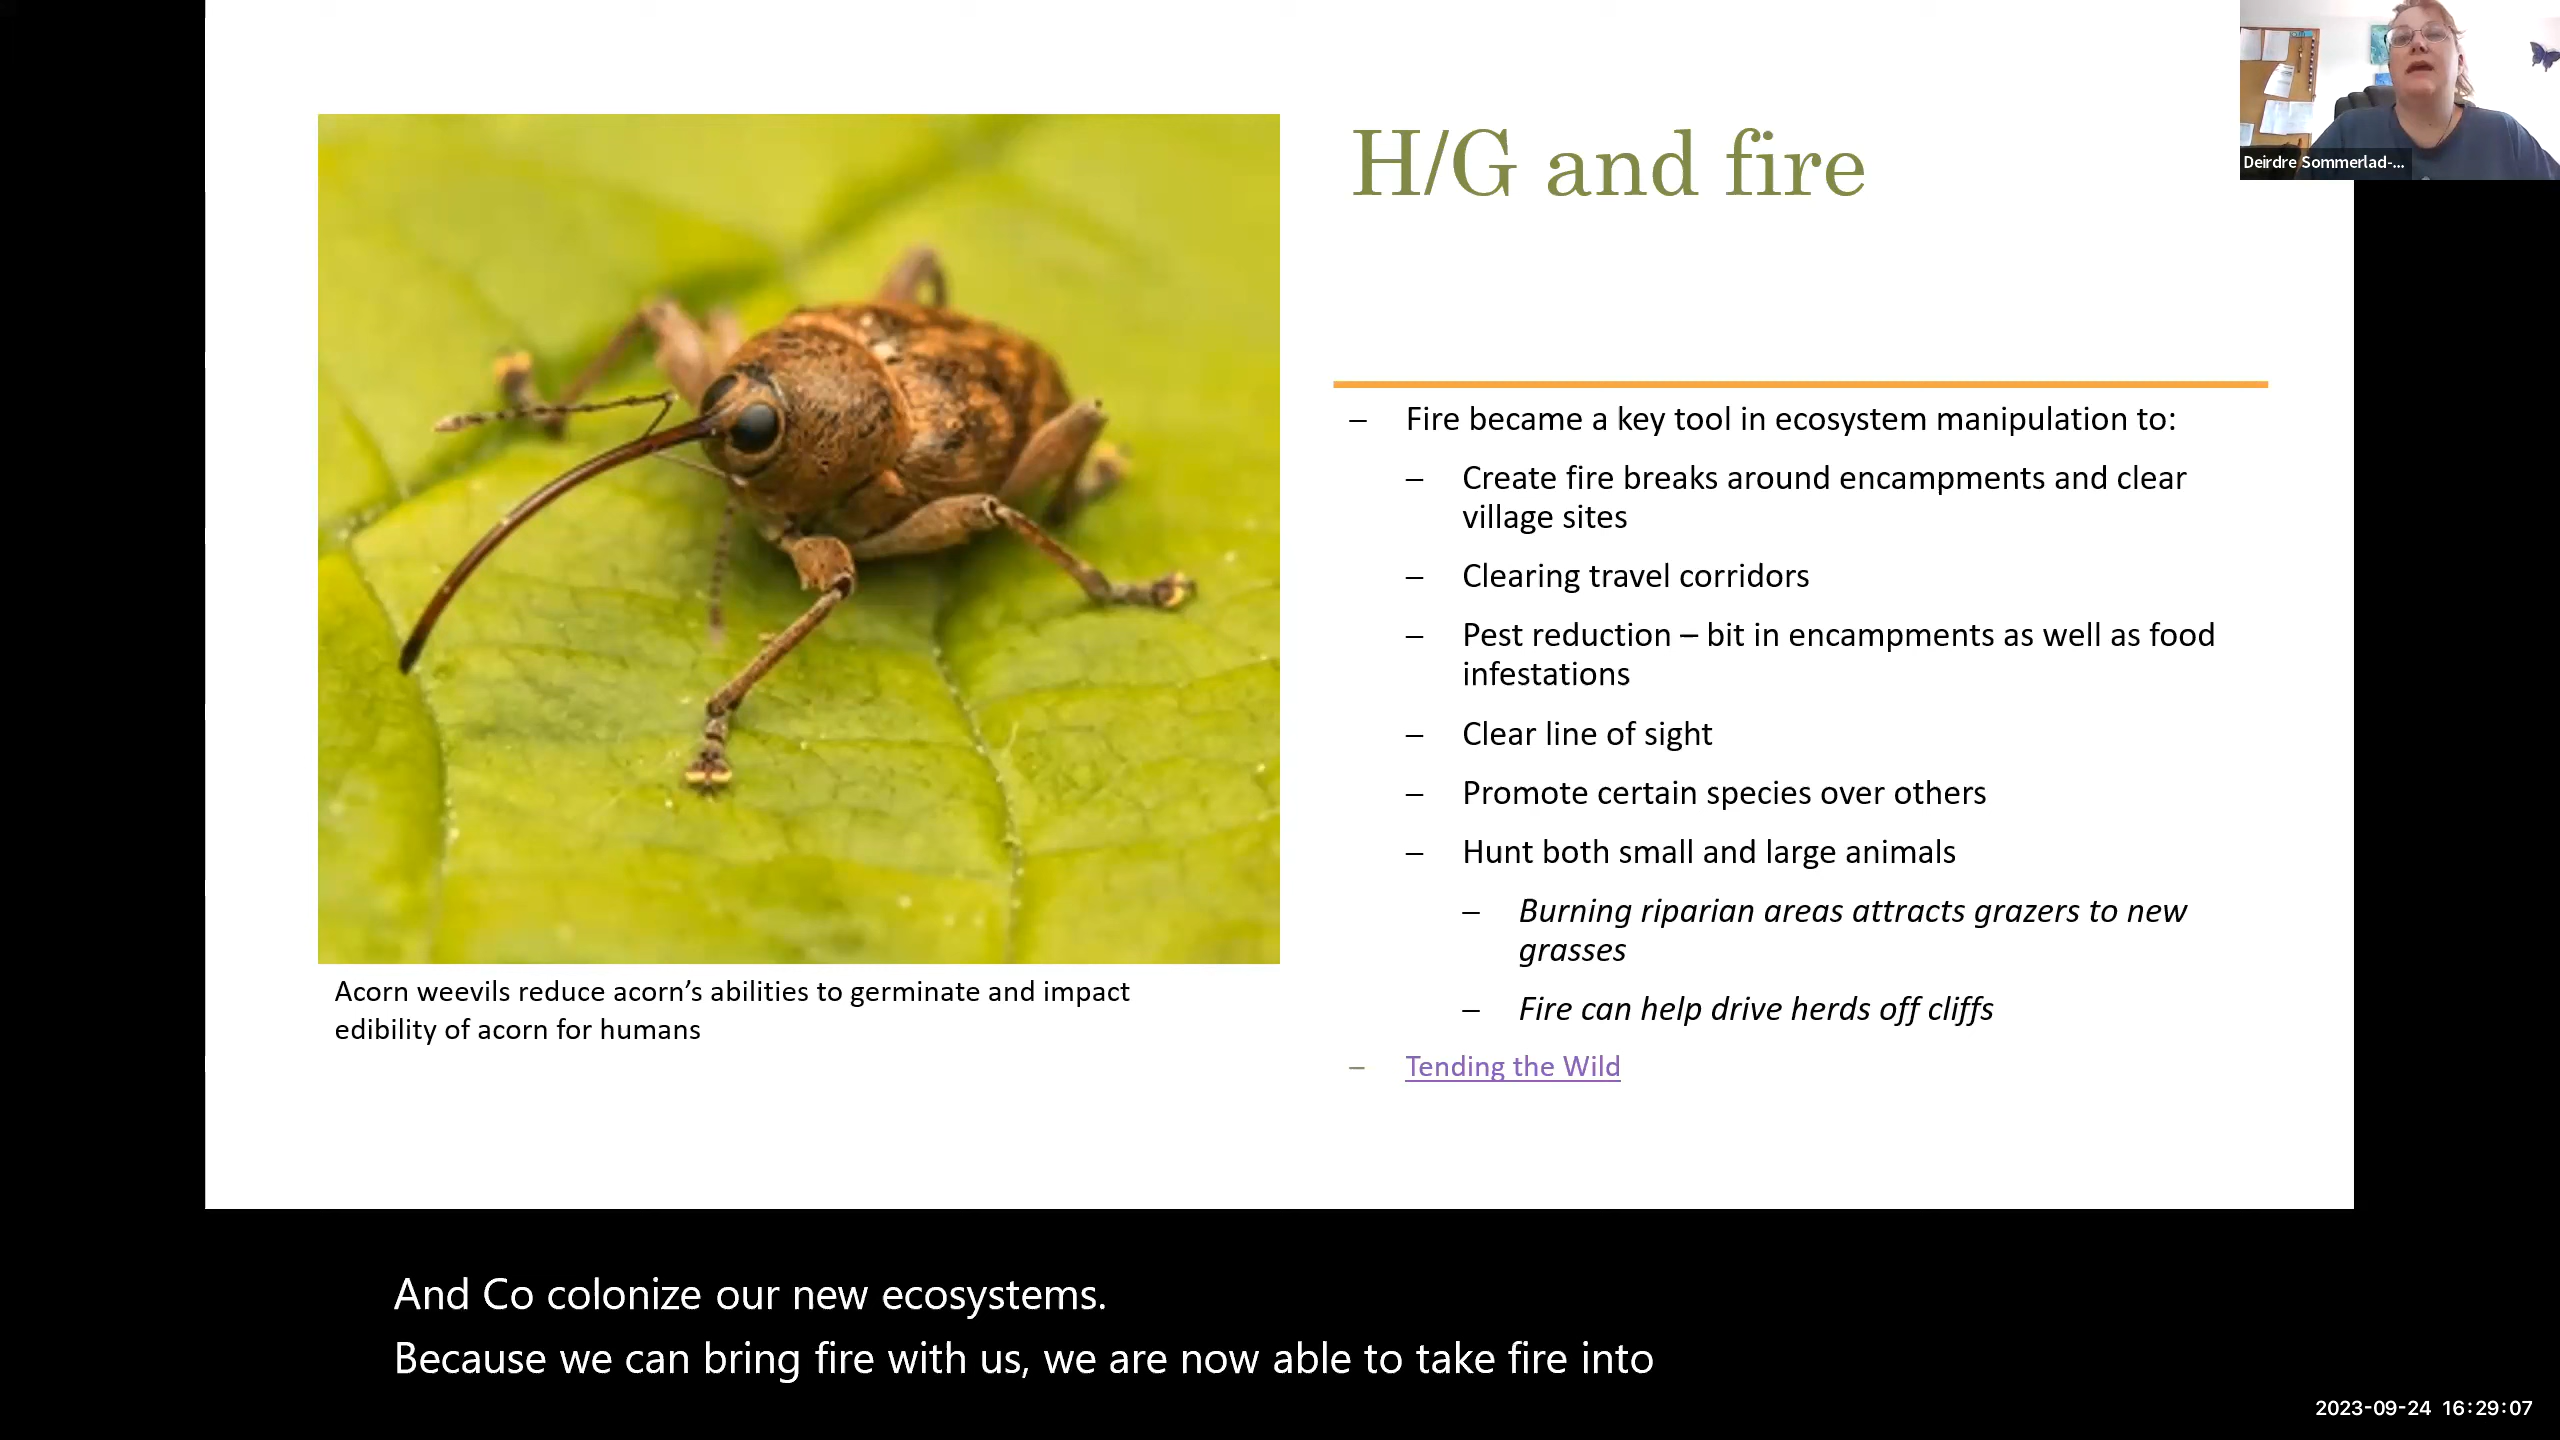 H/G and fire
– Fire became a key tool in ecosystem manipulation to:
– Create fire breaks around encampments and clear
village sites
– Clearing travel corridors
– Pest reduction – bit in encampments as well as food
infestations
– Clear line of sight
– Promote certain species over others
– Hunt both small and large animals
– Burning riparian areas attracts grazers to new
grasses
– Fire can help drive herds off cliffs
– Tending the Wild
Acorn weevils reduce acorn’s abilities to germinate and impact
edibility of acorn for humans
Deirdre Sommerlad-...
And Co colonize our new ecosystems.
Because we can bring fire with us, we are now able to take fire into
2023-09-24 16:29:07